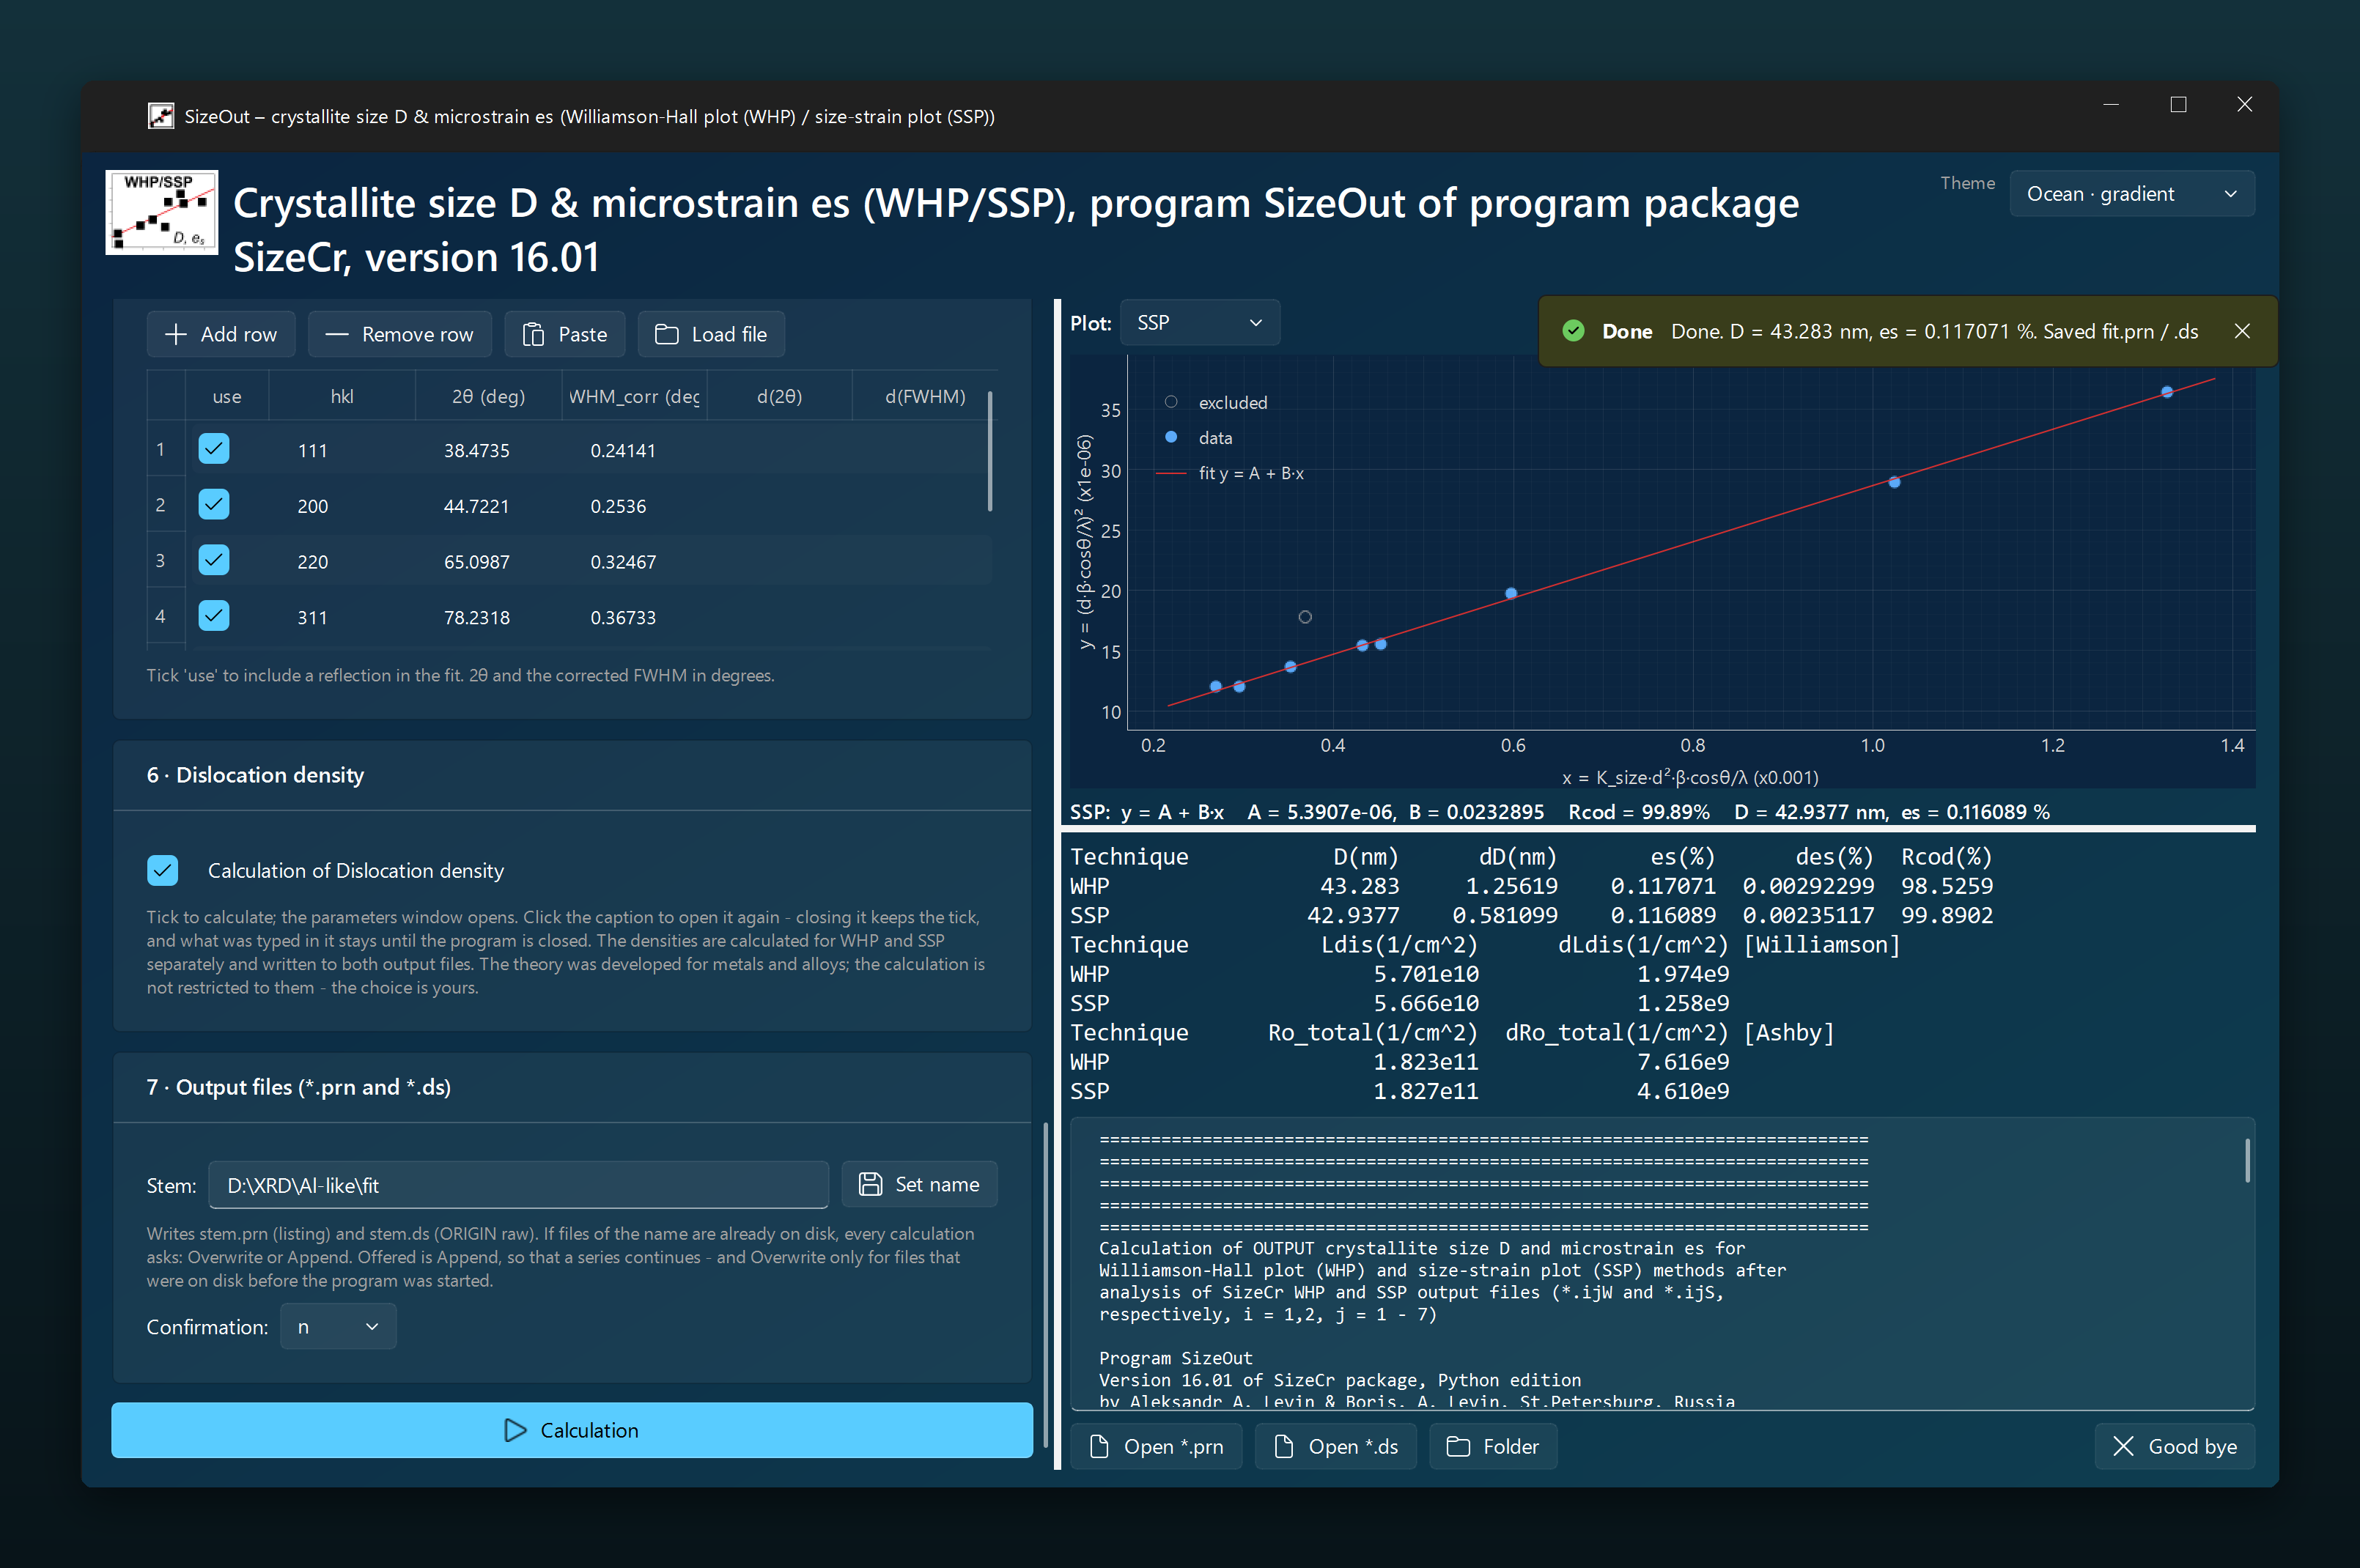 SizeOut – crystallite size D & microstrain es (Williamson-Hall plot (WHP) / size-strain plot (SSP))
WHP/SSP
D, es
Crystallite size D & microstrain es (WHP/SSP), program SizeOut of program package
SizeCr, version 16.01
Theme
Ocean · gradient
Add row
Remove row
Paste
Load file
use hkl 2θ (deg) WHM_corr (deg d(2θ) d(FWHM)
1 111 38.4735 0.24141
2 200 44.7221 0.2536
3 220 65.0987 0.32467
4 311 78.2318 0.36733
Tick 'use' to include a reflection in the fit. 2θ and the corrected FWHM in degrees.
6 · Dislocation density
Calculation of Dislocation density
Tick to calculate; the parameters window opens. Click the caption to open it again - closing it keeps the tick,
and what was typed in it stays until the program is closed. The densities are calculated for WHP and SSP
separately and written to both output files. The theory was developed for metals and alloys; the calculation is
not restricted to them - the choice is yours.
7 · Output files (*.prn and *.ds)
Stem: D:\XRD\Al-like\fit
Set name
Writes stem.prn (listing) and stem.ds (ORIGIN raw). If files of the name are already on disk, every calculation
asks: Overwrite or Append. Offered is Append, so that a series continues - and Overwrite only for files that
were on disk before the program was started.
Confirmation: n
Calculation
Plot: SSP
Done Done. D = 43.283 nm, es = 0.117071 %. Saved fit.prn / .ds
excluded
data
fit y = A + B·x
y = (d·β·cosθ/λ)² (x1e-06)
35
30
25
20
15
10
0.2 0.4 0.6 0.8 1.0 1.2 1.4
x = K_size·d²·β·cosθ/λ (x0.001)
SSP: y = A + B·x A = 5.3907e-06, B = 0.0232895 Rcod = 99.89% D = 42.9377 nm, es = 0.116089 %
Technique D(nm) dD(nm) es(%) des(%) Rcod(%)
WHP 43.283 1.25619 0.117071 0.00292299 98.5259
SSP 42.9377 0.581099 0.116089 0.00235117 99.8902
Technique Ldis(1/cm^2) dLdis(1/cm^2) [Williamson]
WHP 5.701e10 1.974e9
SSP 5.666e10 1.258e9
Technique Ro_total(1/cm^2) dRo_total(1/cm^2) [Ashby]
WHP 1.823e11 7.616e9
SSP 1.827e11 4.610e9
===========================================================================
===========================================================================
===========================================================================
===========================================================================
===========================================================================
Calculation of OUTPUT crystallite size D and microstrain es for
Williamson-Hall plot (WHP) and size-strain plot (SSP) methods after
analysis of SizeCr WHP and SSP output files (*.ijW and *.ijS,
respectively, i = 1,2, j = 1 - 7)
Program SizeOut
Version 16.01 of SizeCr package, Python edition
by Aleksandr A. Levin & Boris. A. Levin, St.Petersburg, Russia
Open *.prn
Open *.ds
Folder
Good bye